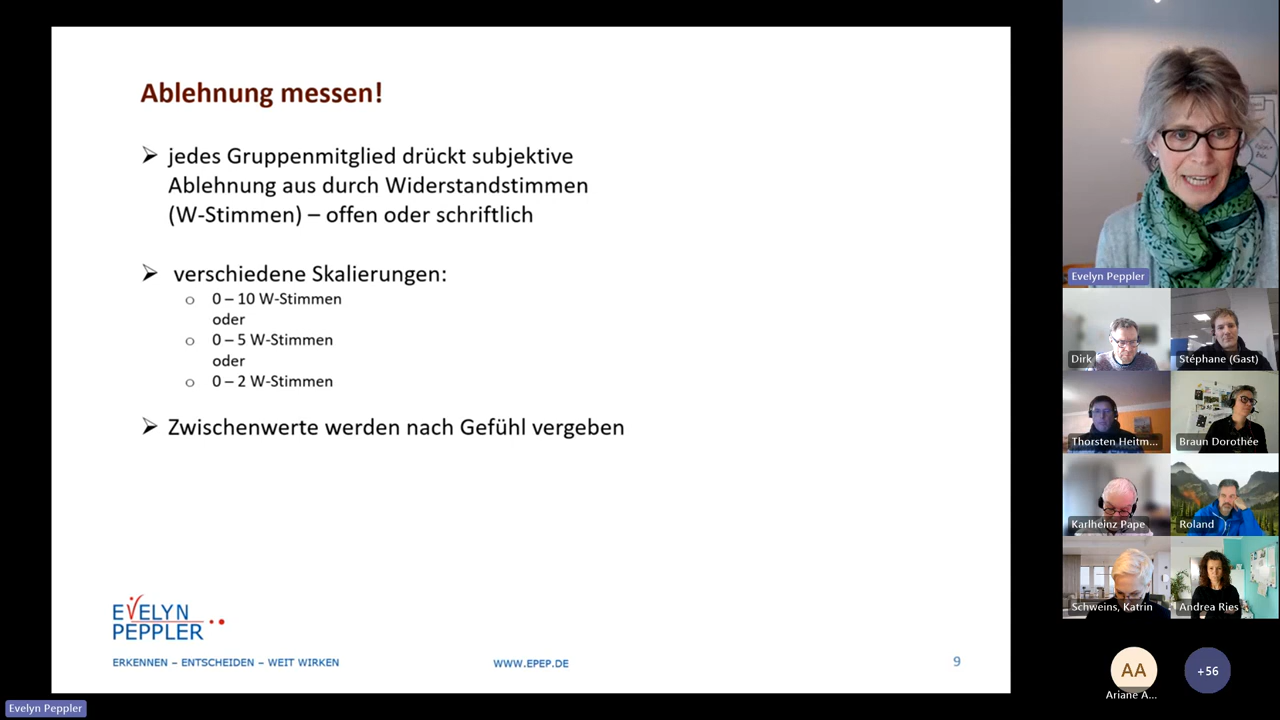 Ablehnung messen!
➢ jedes Gruppenmitglied drückt subjektive
Ablehnung aus durch Widerstandstimmen
(W-Stimmen) – offen oder schriftlich
➢ verschiedene Skalierungen:
o 0 – 10 W-Stimmen
oder
o 0 – 5 W-Stimmen
oder
o 0 – 2 W-Stimmen
➢ Zwischenwerte werden nach Gefühl vergeben
EVELYN
PEPPLER
ERKENNEN – ENTSCHEIDEN – WEIT WIRKEN
WWW.EPEP.DE
9
Evelyn Peppler
Evelyn Peppler
Dirk
Stéphane (Gast)
Thorsten Heitm...
Braun Dorothée
Karlheinz Pape
Roland
Schweins, Katrin
Andrea Ries
AA
Ariane A...
+56